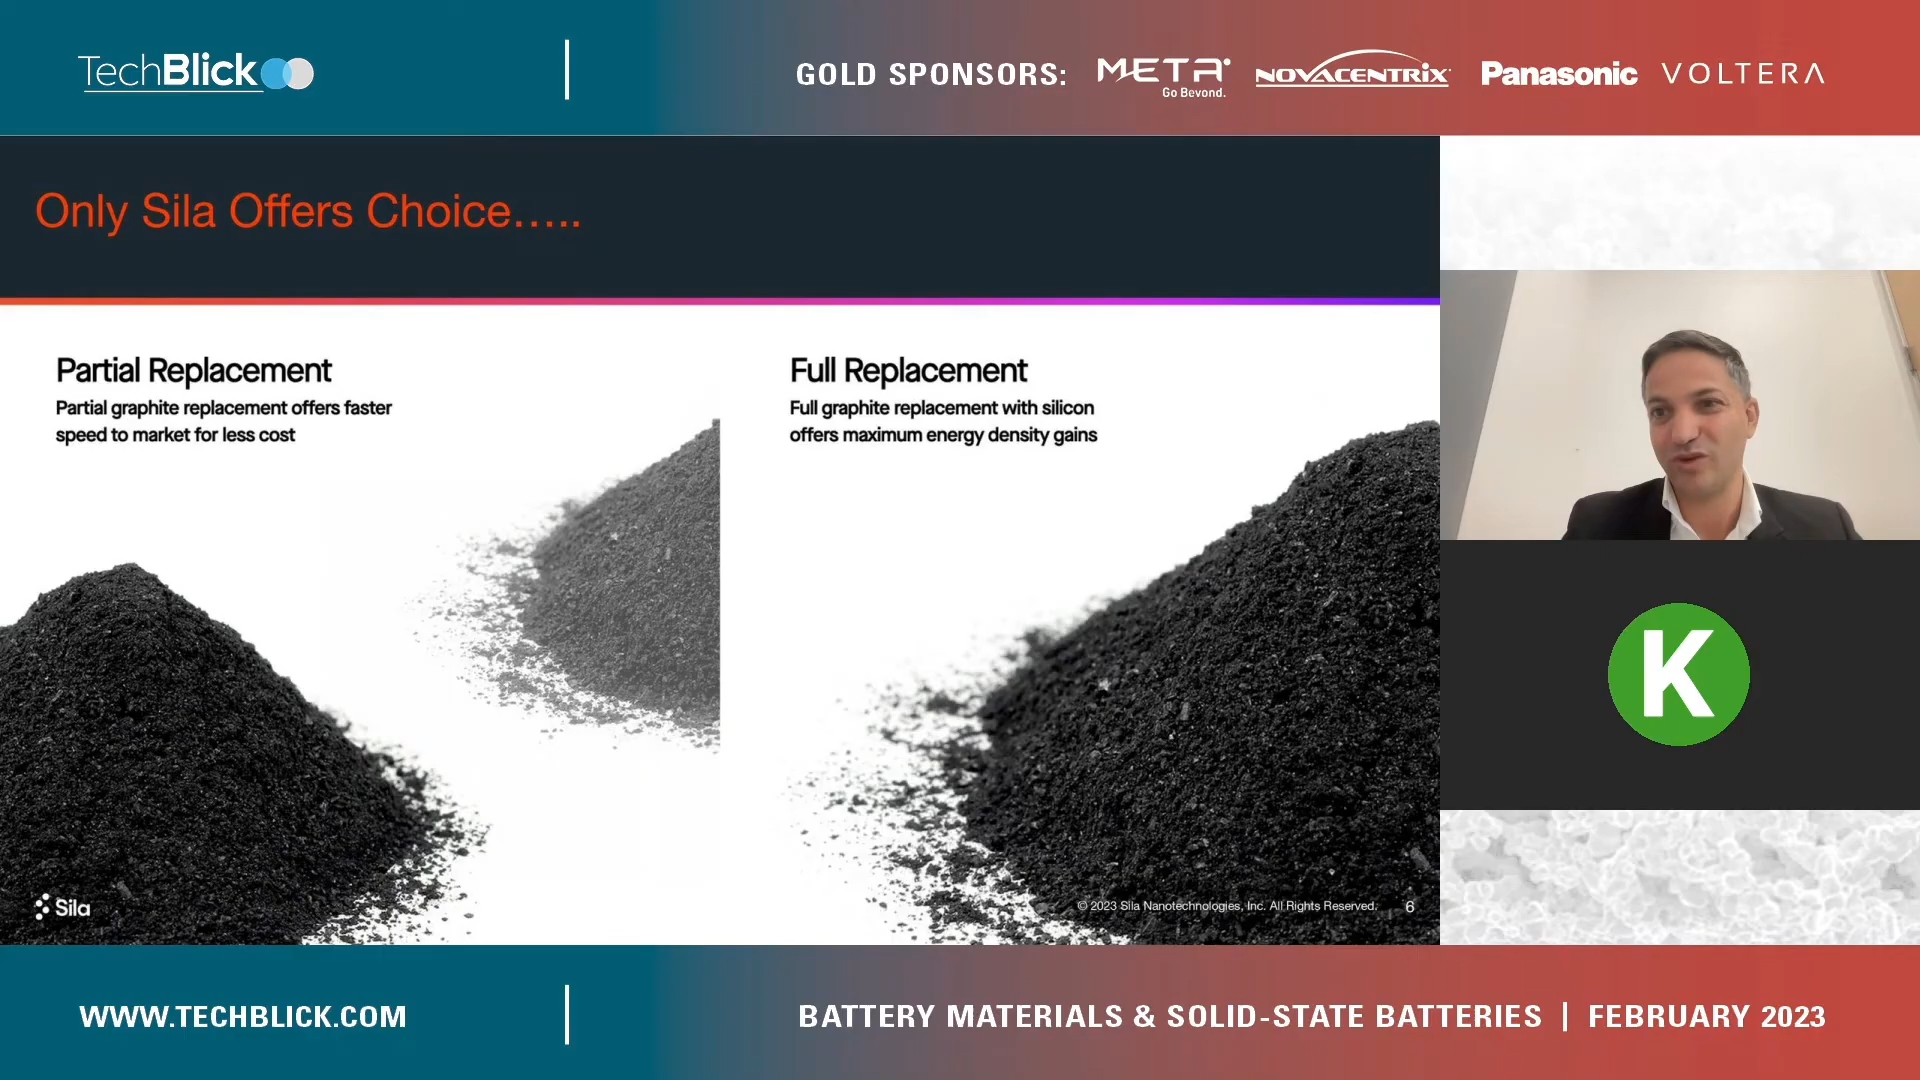 TechBlick
GOLD SPONSORS:
META
Go Beyond.
NOVACENTRIX
Panasonic
VOLTERA
Only Sila Offers Choice.....
Partial Replacement
Partial graphite replacement offers faster
speed to market for less cost
Full Replacement
Full graphite replacement with silicon
offers maximum energy density gains
K
Sila
© 2023 Sila Nanotechnologies, Inc. All Rights Reserved.
6
WWW.TECHBLICK.COM
BATTERY MATERIALS & SOLID-STATE BATTERIES | FEBRUARY 2023